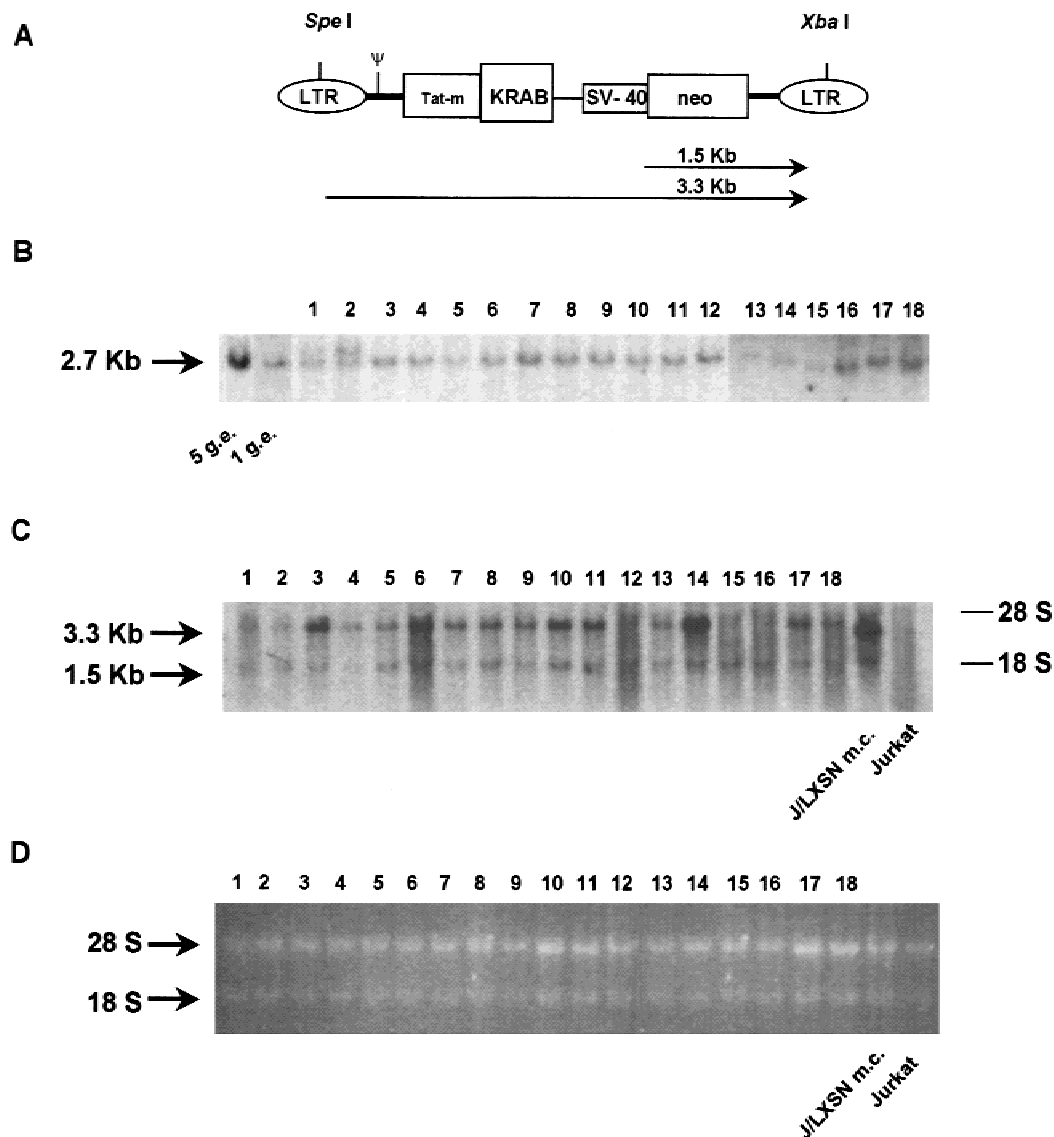 A
Spe I
Xba I
Ψ
LTR
Tat-m
KRAB
SV- 40
neo
LTR
1.5 Kb
3.3 Kb
B
1 2 3 4 5 6 7 8 9 10 11 12 13 14 15 16 17 18
2.7 Kb
5 g.e.
1 g.e.
C
1 2 3 4 5 6 7 8 9 10 11 12 13 14 15 16 17 18
3.3 Kb
28 S
1.5 Kb
18 S
J/LXSN m.c.
Jurkat
D
1 2 3 4 5 6 7 8 9 10 11 12 13 14 15 16 17 18
28 S
18 S
J/LXSN m.c.
Jurkat